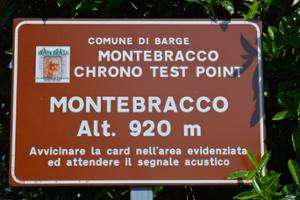 COMUNE DI BARGE
MONTEBRACCO
CHRONO TEST POINT
MONTEBRACCO
Alt. 920 m
Avvicinare la card nell'area evidenziata
ed attendere il segnale acustico